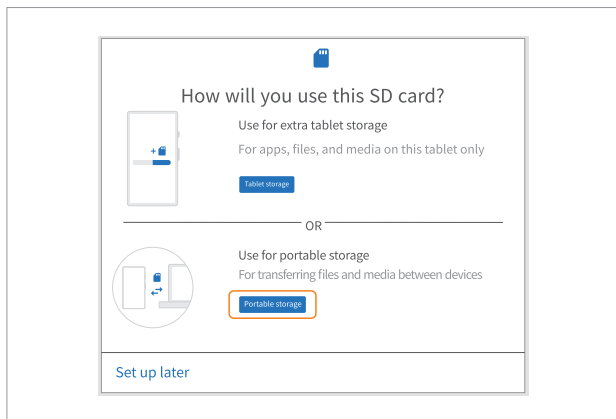 How will you use this SD card?
Use for extra tablet storage
For apps, files, and media on this tablet only
Tablet storage
OR
Use for portable storage
For transferring files and media between devices
Portable storage
Set up later